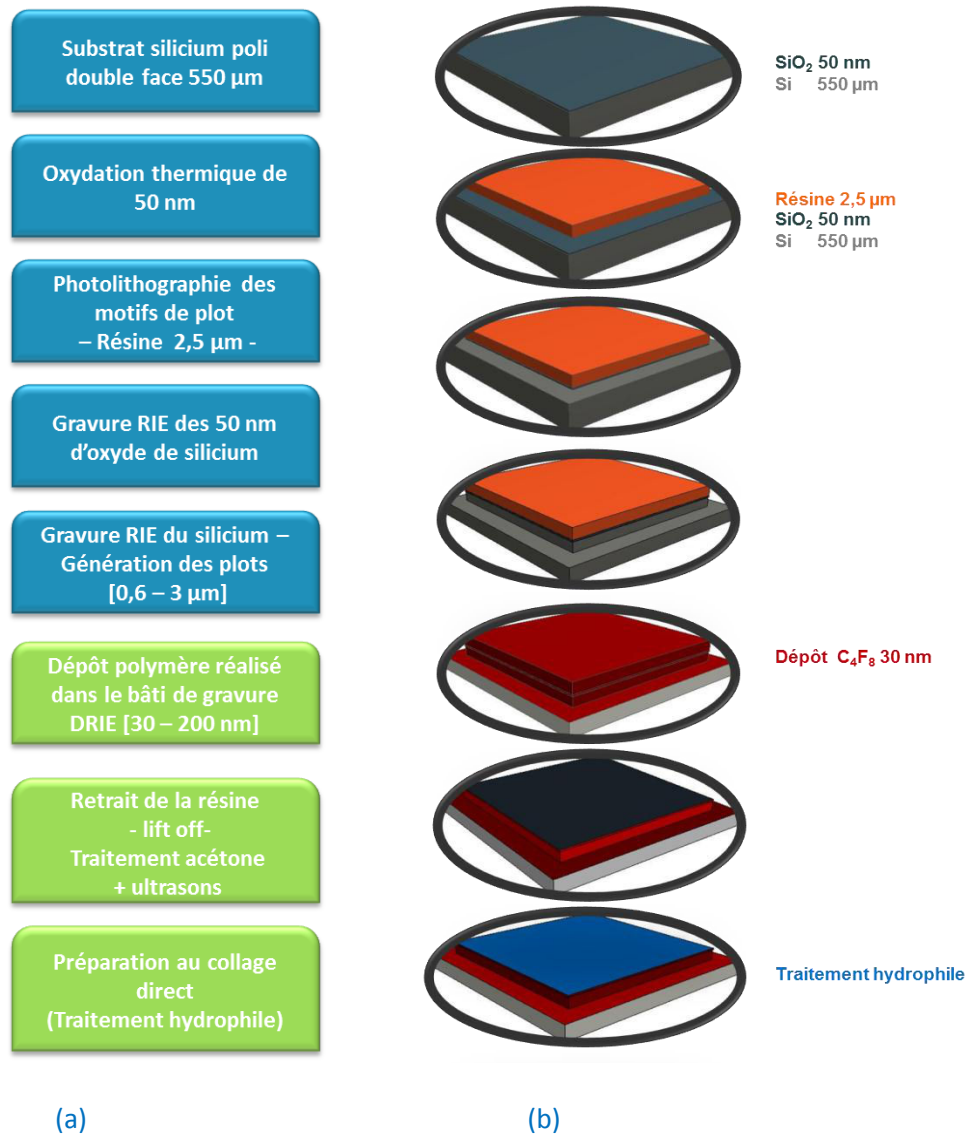 Substrat silicium poli
double face 550 µm
Oxydation thermique de
50 nm
Photolithographie des
motifs de plot
– Résine 2,5 µm -
Gravure RIE des 50 nm
d’oxyde de silicium
Gravure RIE du silicium –
Génération des plots
[0,6 – 3 µm]
Dépôt polymère réalisé
dans le bâti de gravure
DRIE [30 – 200 nm]
Retrait de la résine
- lift off-
Traitement acétone
+ ultrasons
Préparation au collage
direct
(Traitement hydrophile)
(a)
SiO₂ 50 nm
Si 550 µm
Résine 2,5 µm
SiO₂ 50 nm
Si 550 µm
Dépôt C₄F₈ 30 nm
Traitement hydrophile
(b)